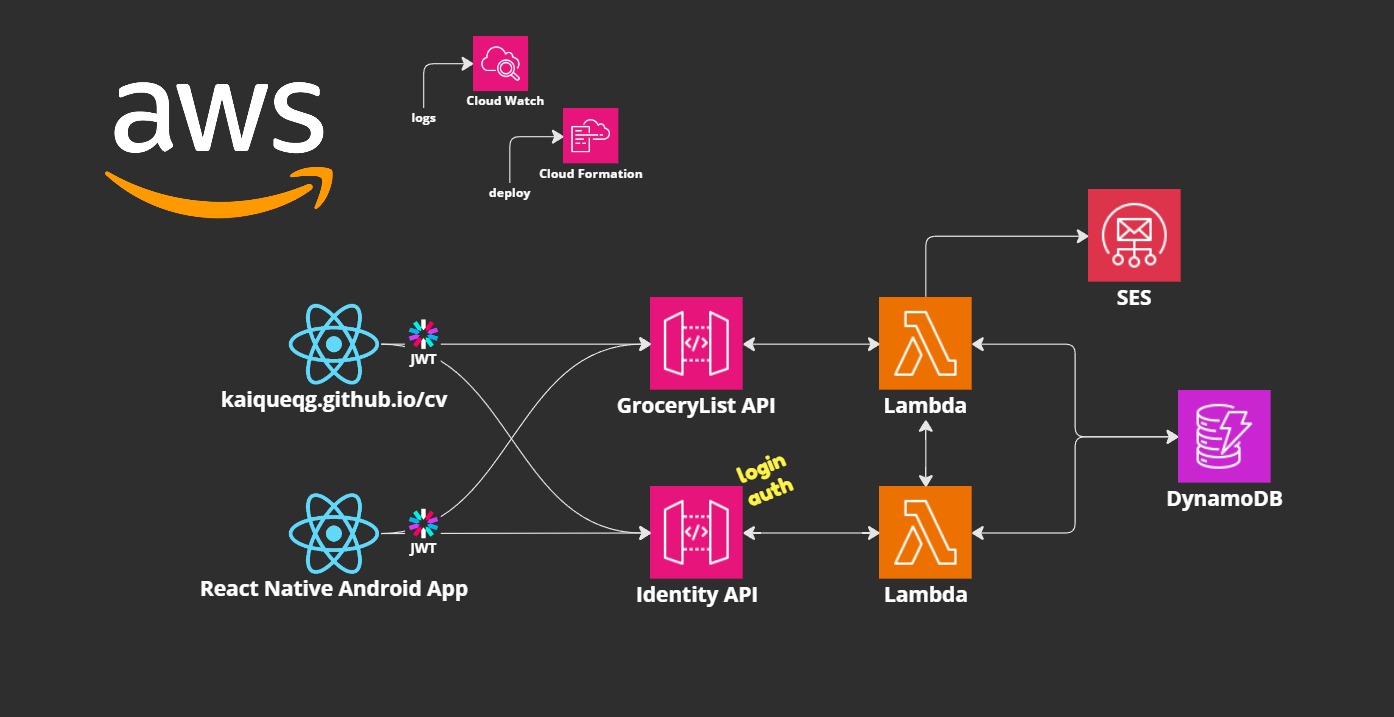 aws
Cloud Watch
logs
Cloud Formation
deploy
SES
JWT
kaiqueqg.github.io/cv
GroceryList API
Lambda
login
auth
DynamoDB
JWT
React Native Android App
Identity API
Lambda